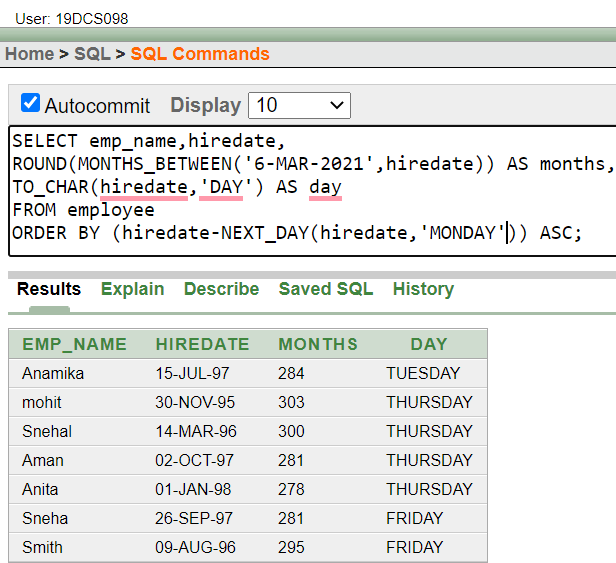 User: 19DCS098
Home > SQL > SQL Commands
Autocommit Display 10
SELECT emp_name,hiredate,
ROUND(MONTHS_BETWEEN('6-MAR-2021',hiredate)) AS months,
TO_CHAR(hiredate,'DAY') AS day
FROM employee
ORDER BY (hiredate-NEXT_DAY(hiredate,'MONDAY')) ASC;
Results Explain Describe Saved SQL History
EMP_NAME HIREDATE MONTHS DAY
Anamika 15-JUL-97 284 TUESDAY
mohit 30-NOV-95 303 THURSDAY
Snehal 14-MAR-96 300 THURSDAY
Aman 02-OCT-97 281 THURSDAY
Anita 01-JAN-98 278 THURSDAY
Sneha 26-SEP-97 281 FRIDAY
Smith 09-AUG-96 295 FRIDAY